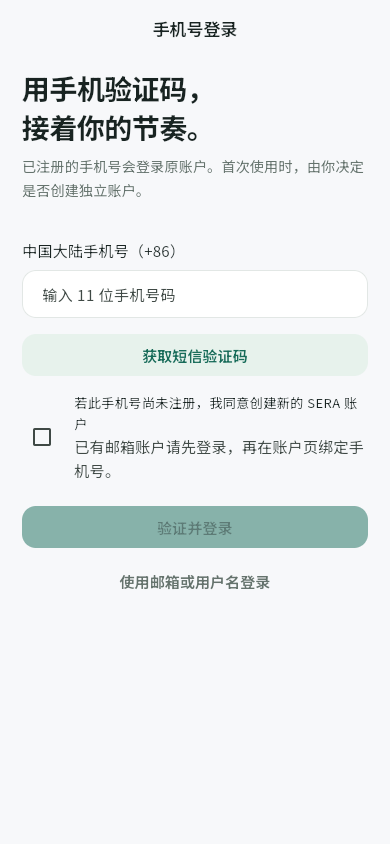 手机号登录
用手机验证码，
接着你的节奏。
已注册的手机号会登录原账户。首次使用时，由你决定
是否创建独立账户。
中国大陆手机号（+86）
输入 11 位手机号码
获取短信验证码
若此手机号尚未注册，我同意创建新的 SERA 账
户
已有邮箱账户请先登录，再在账户页绑定手
机号。
验证并登录
使用邮箱或用户名登录